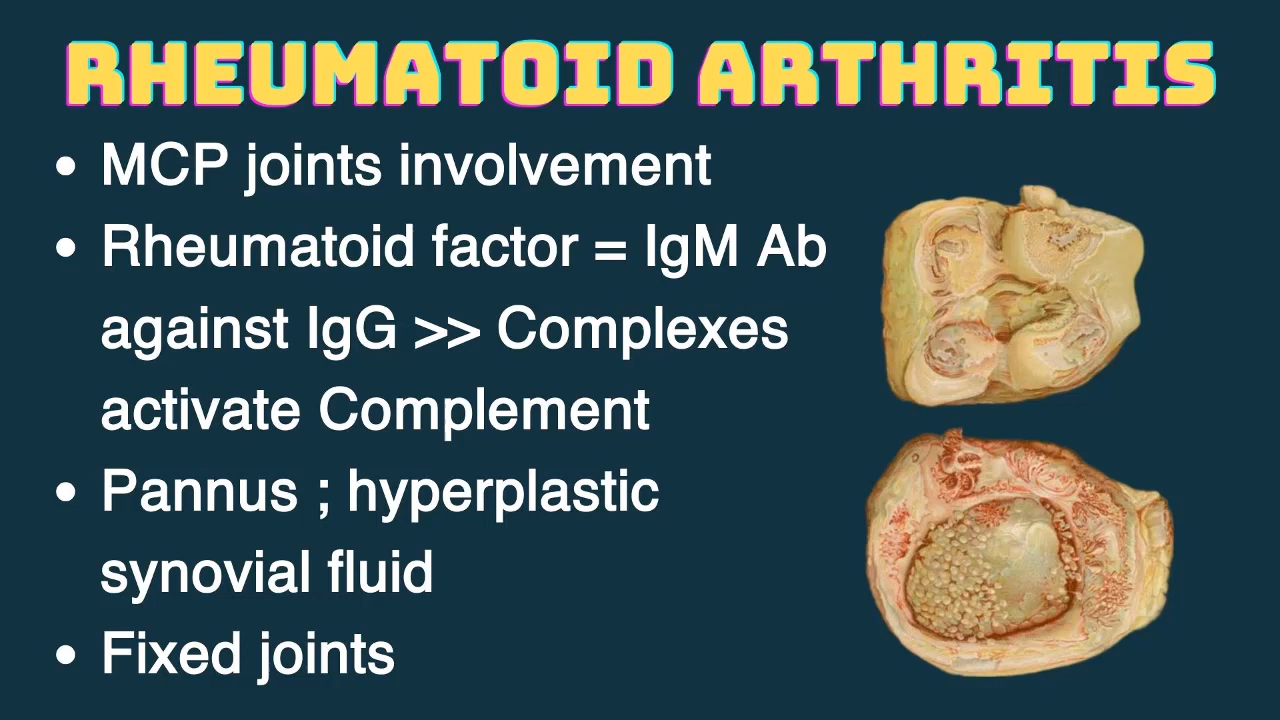 RHEUMATOID ARTHRITIS
• MCP joints involvement
• Rheumatoid factor = IgM Ab
against IgG >> Complexes
activate Complement
• Pannus ; hyperplastic
synovial fluid
• Fixed joints